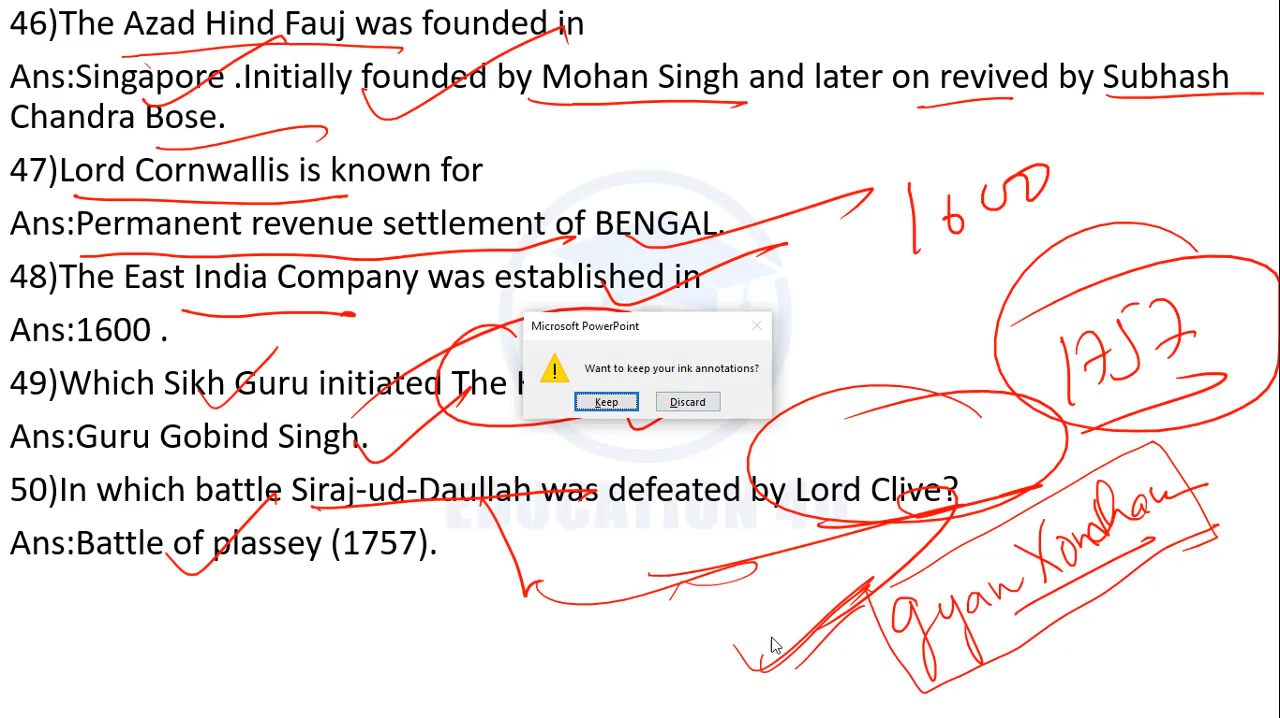 46)The Azad Hind Fauj was founded in
Ans:Singapore .Initially founded by Mohan Singh and later on revived by Subhash
Chandra Bose.
47)Lord Cornwallis is known for
Ans:Permanent revenue settlement of BENGAL.
1600
48)The East India Company was established in
Ans:1600 .
1757
Microsoft PowerPoint
Want to keep your ink annotations?
Keep Discard
49)Which Sikh Guru initiated The
Ans:Guru Gobind Singh.
50)In which battle Siraj-ud-Daullah was defeated by Lord Clive?
EDUCATION
Ans:Battle of plassey (1757).
gyan